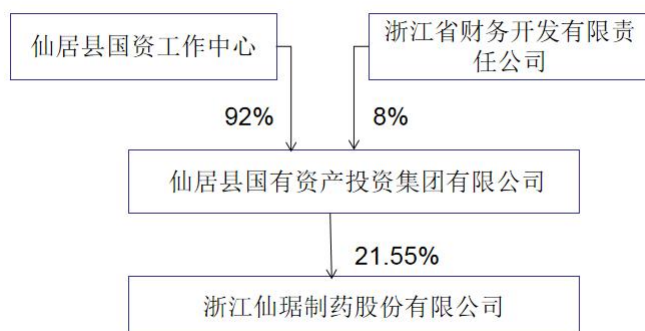 仙居县国资工作中心
浙江省财务开发有限责
任公司
92%
8%
仙居县国有资产投资集团有限公司
21.55%
浙江仙琚制药股份有限公司